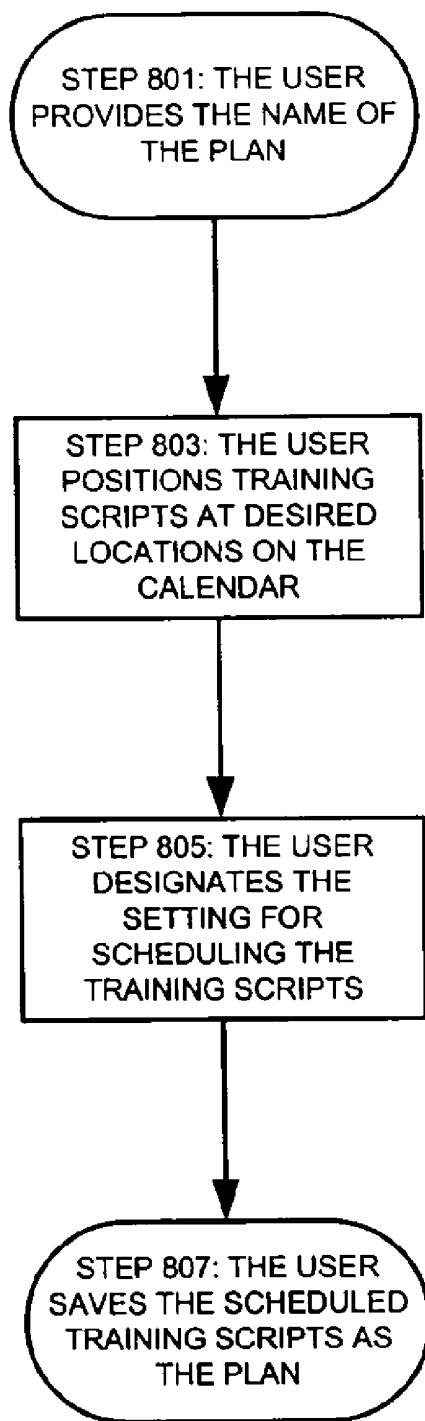 STEP 801: THE USER
PROVIDES THE NAME OF
THE PLAN
STEP 803: THE USER
POSITIONS TRAINING
SCRIPTS AT DESIRED
LOCATIONS ON THE
CALENDAR
STEP 805: THE USER
DESIGNATES THE
SETTING FOR
SCHEDULING THE
TRAINING SCRIPTS
STEP 807: THE USER
SAVES THE SCHEDULED
TRAINING SCRIPTS AS
THE PLAN